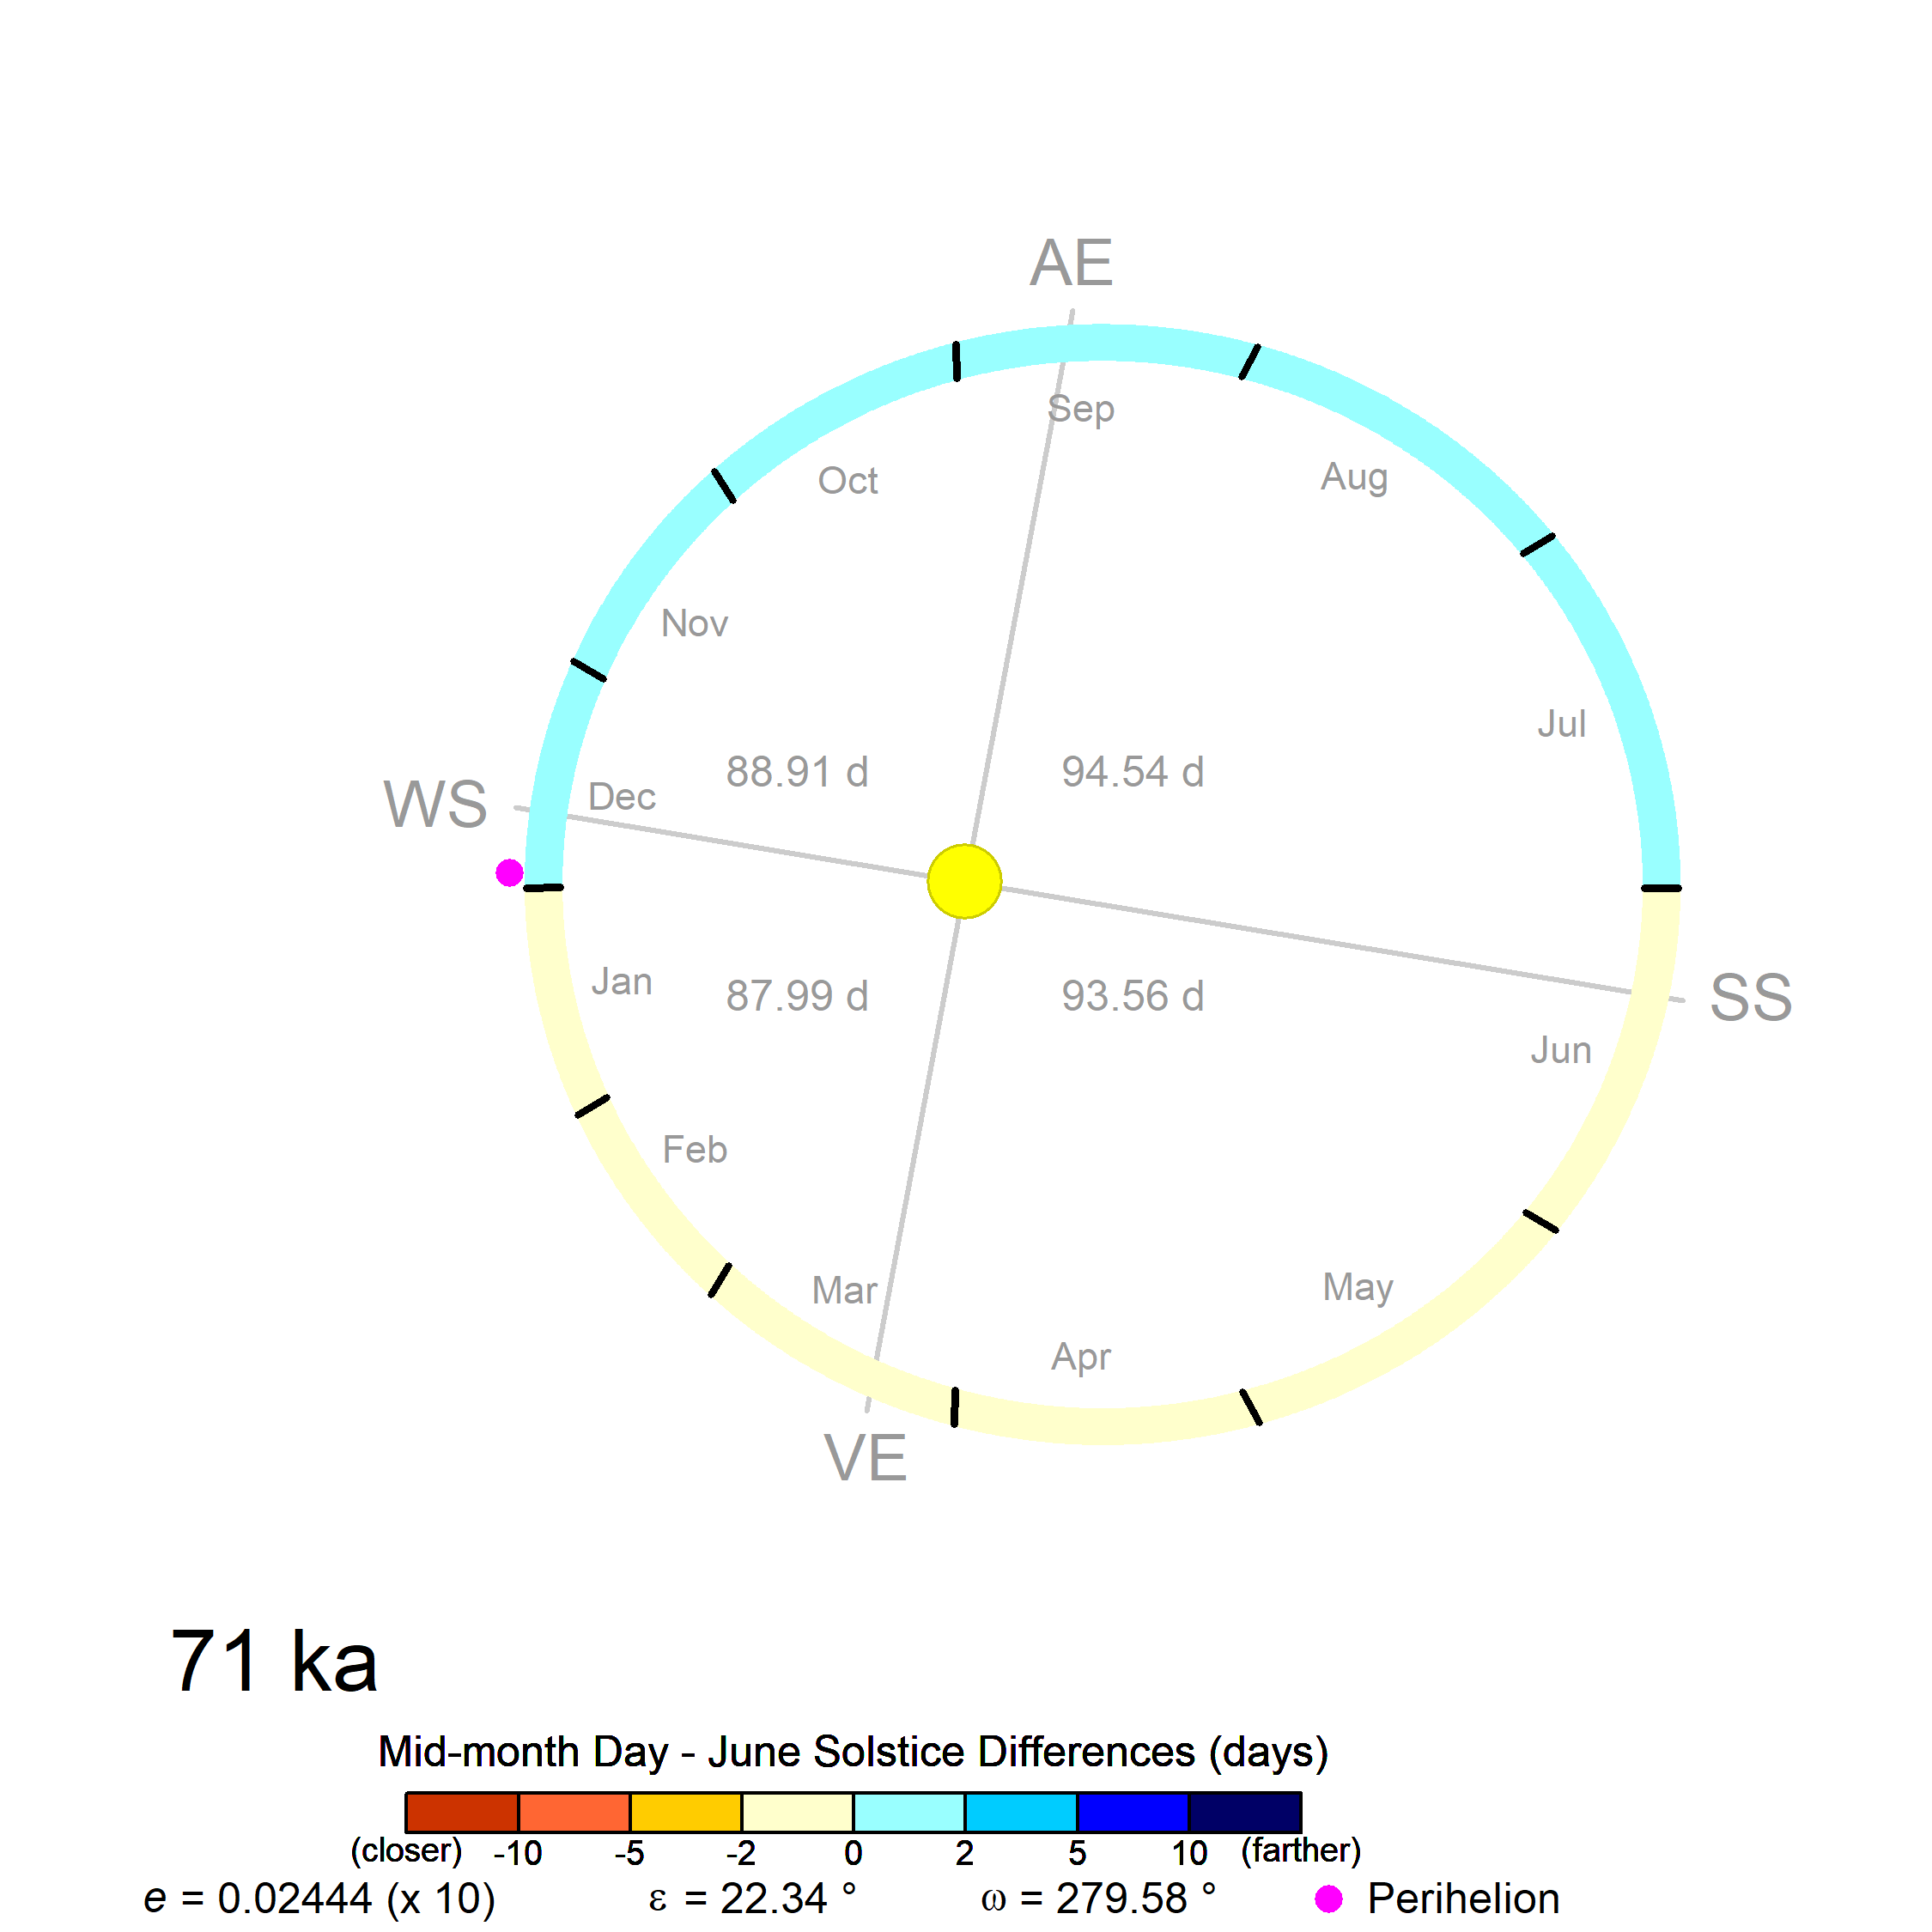 AE
Sep
Oct
Aug
Nov
Jul
88.91 d
94.54 d
WS
Dec
Jan
87.99 d
93.56 d
SS
Jun
Feb
Mar
May
Apr
VE
71 ka
Mid-month Day - June Solstice Differences (days)
(closer) -10 -5 -2 0 2 5 10 (farther)
e = 0.02444 (x 10) ε = 22.34 ° ω = 279.58 ° Perihelion